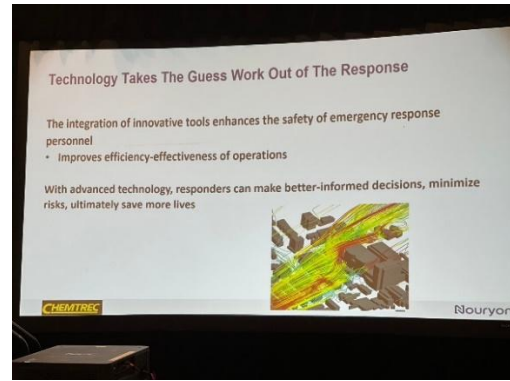 Technology Takes The Guess Work Out of The Response
The integration of innovative tools enhances the safety of emergency response
personnel
• Improves efficiency-effectiveness of operations
With advanced technology, responders can make better-informed decisions, minimize
risks, ultimately save more lives
CHEMTREC
Nouryon